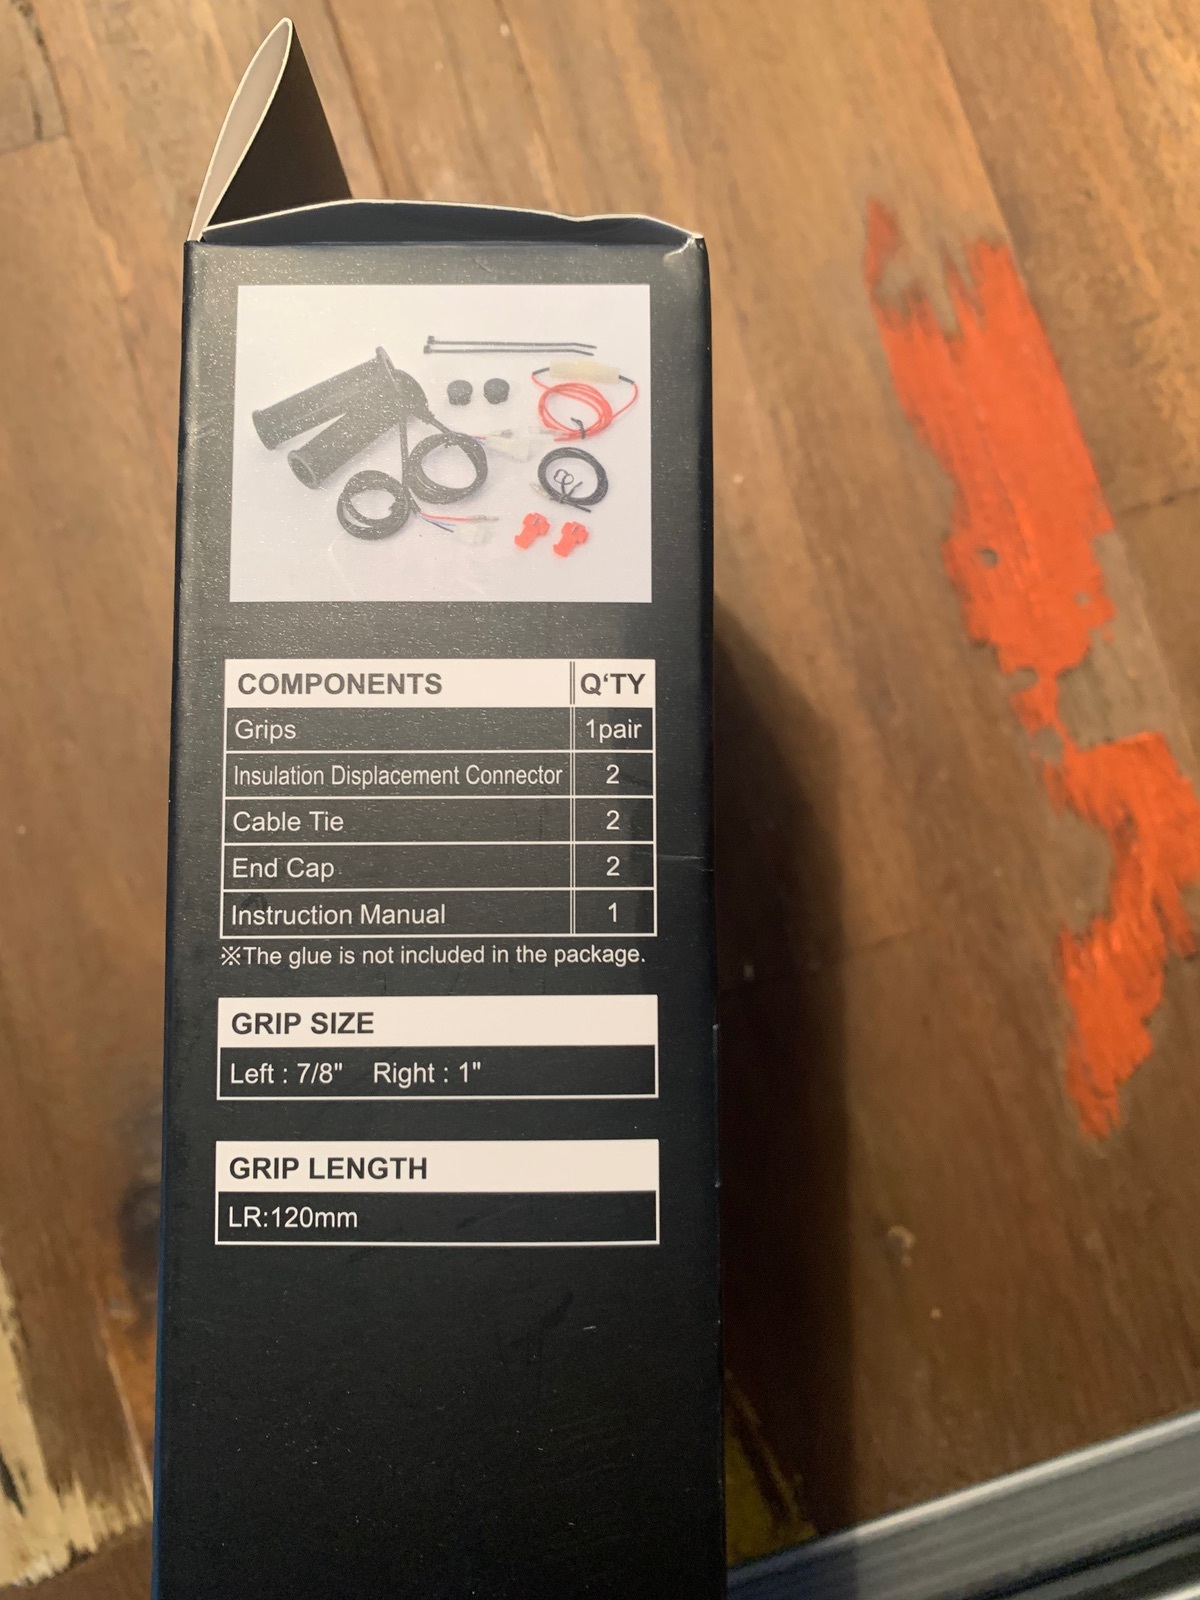 COMPONENTS Q'TY
Grips 1pair
Insulation Displacement Connector 2
Cable Tie 2
End Cap 2
Instruction Manual 1
※The glue is not included in the package.
GRIP SIZE
Left : 7/8" Right : 1"
GRIP LENGTH
LR:120mm